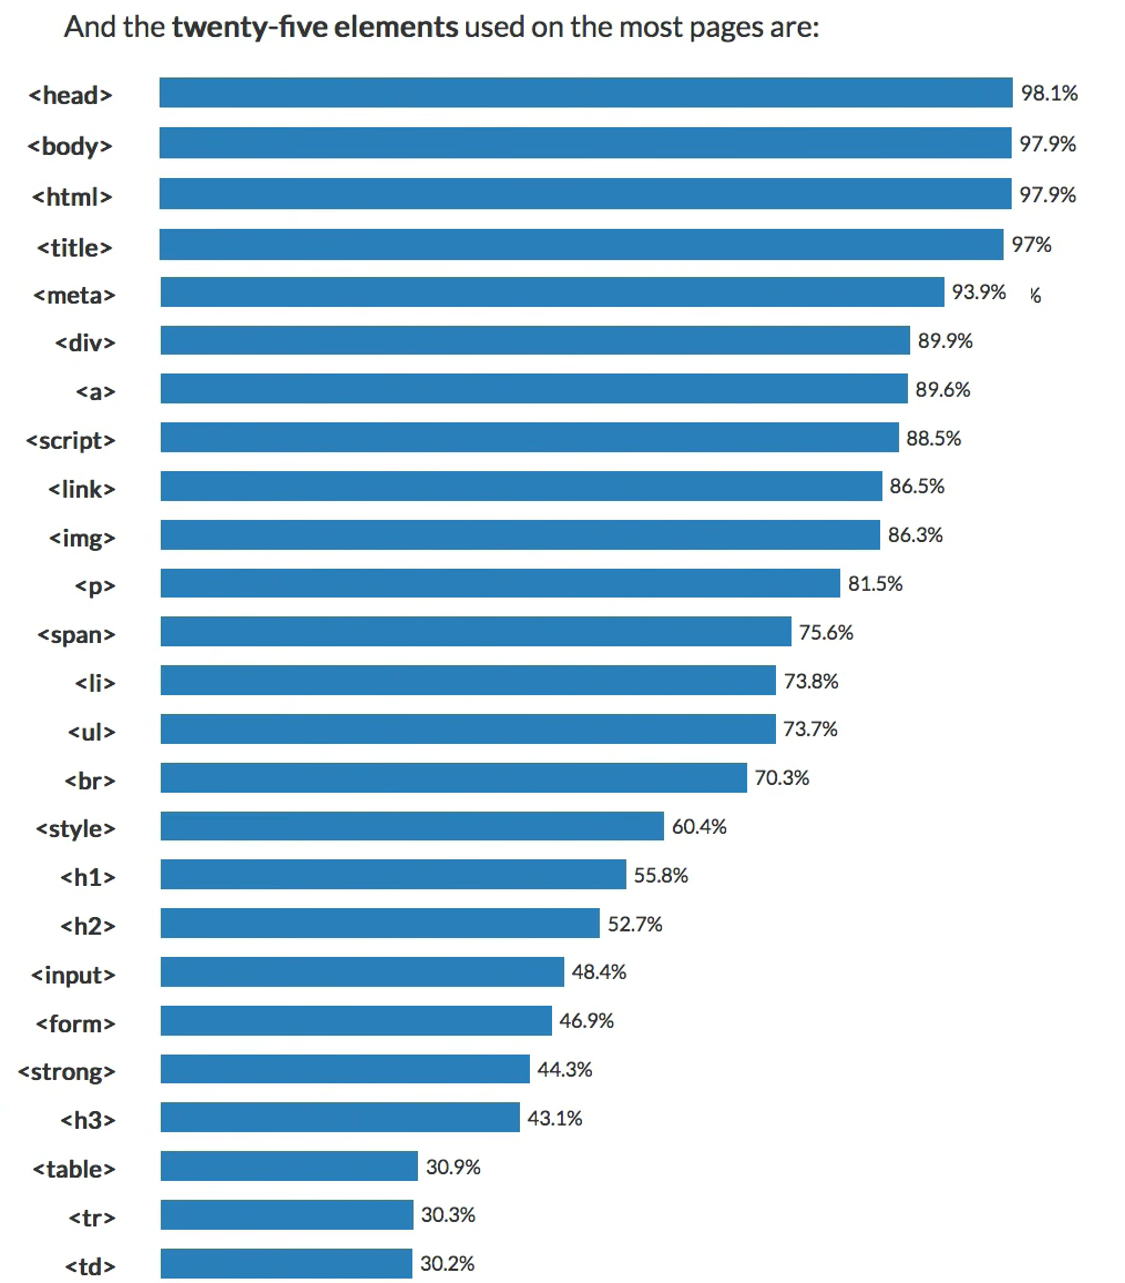 And the twenty-five elements used on the most pages are:
<head> 98.1%
<body> 97.9%
<html> 97.9%
<title> 97%
<meta> 93.9% %
<div> 89.9%
<a> 89.6%
<script> 88.5%
<link> 86.5%
<img> 86.3%
<p> 81.5%
<span> 75.6%
<li> 73.8%
<ul> 73.7%
<br> 70.3%
<style> 60.4%
<h1> 55.8%
<h2> 52.7%
<input> 48.4%
<form> 46.9%
<strong> 44.3%
<h3> 43.1%
<table> 30.9%
<tr> 30.3%
<td> 30.2%